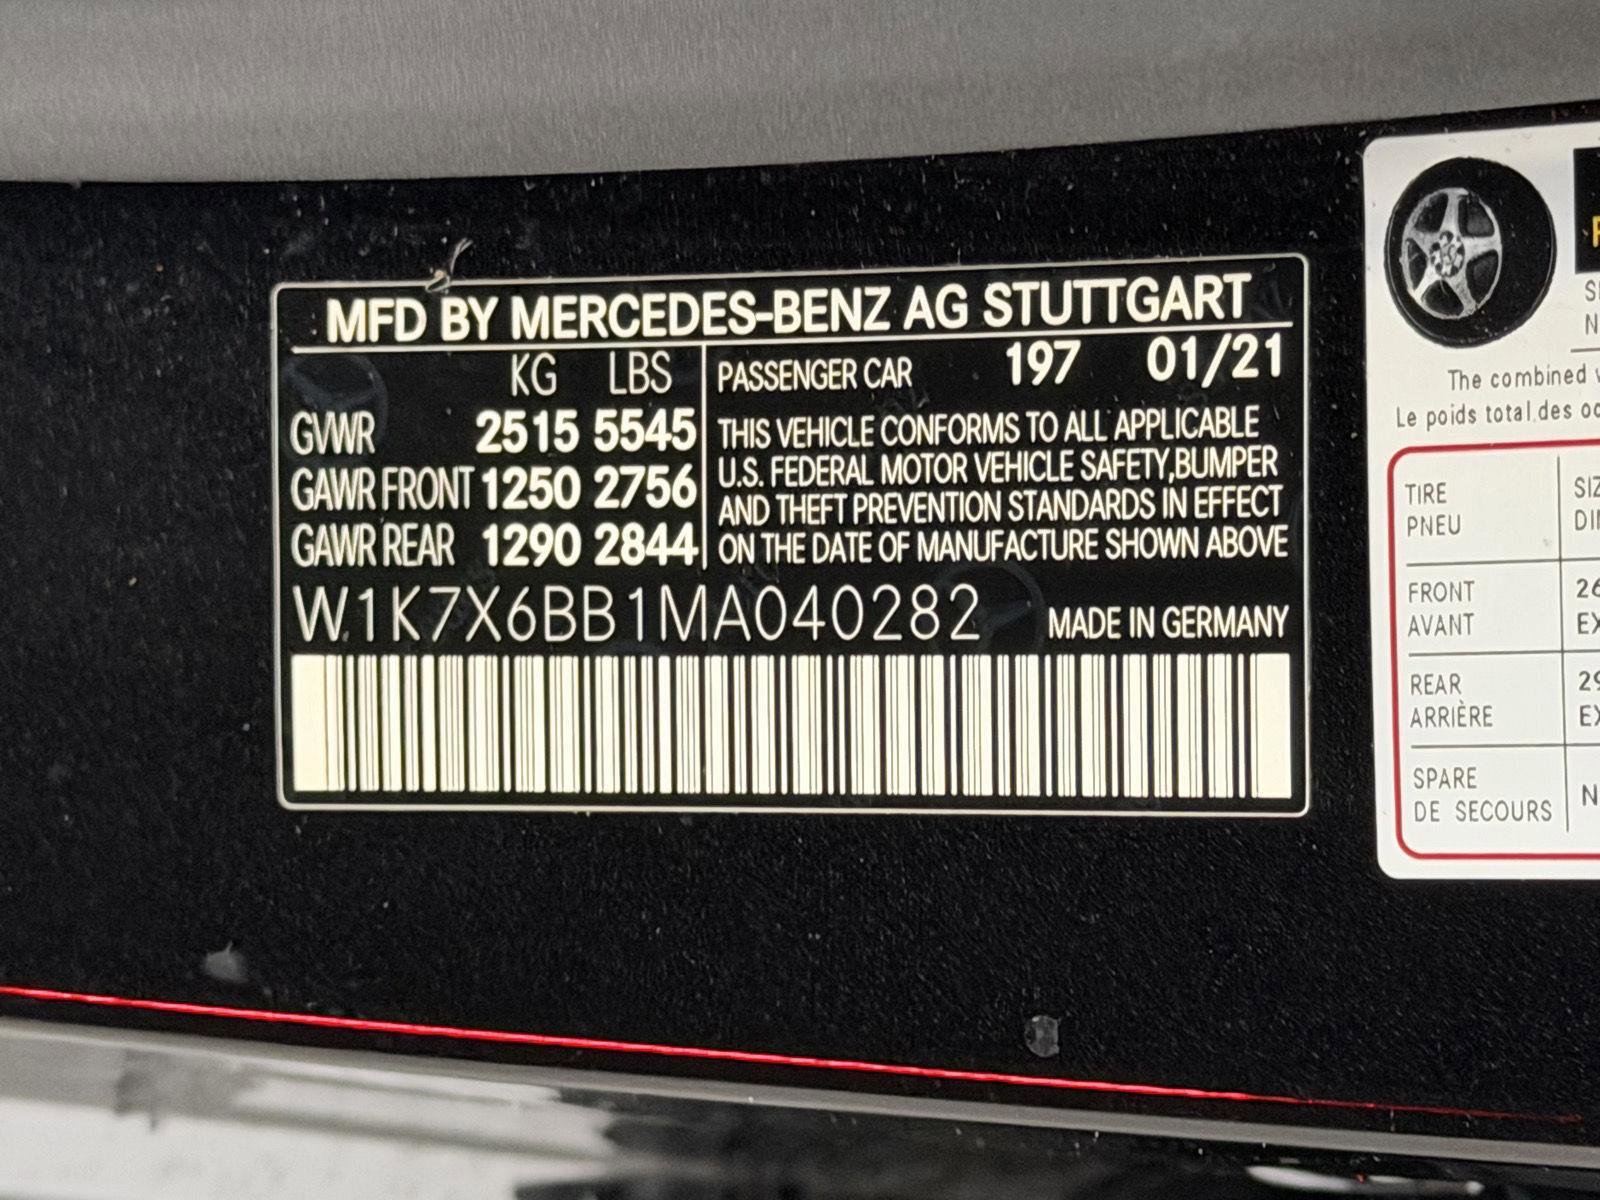 MFD BY MERCEDES-BENZ AG STUTTGART
KG LBS
GVWR 2515 5545
GAWR FRONT 1250 2756
GAWR REAR 1290 2844
PASSENGER CAR 197 01/21
THIS VEHICLE CONFORMS TO ALL APPLICABLE
U.S. FEDERAL MOTOR VEHICLE SAFETY,BUMPER
AND THEFT PREVENTION STANDARDS IN EFFECT
ON THE DATE OF MANUFACTURE SHOWN ABOVE
W1K7X6BB1MA040282
MADE IN GERMANY
The combined
Le poids total des
TIRE
PNEU
FRONT
AVANT
REAR
ARRIÈRE
SPARE
DE SECOURS